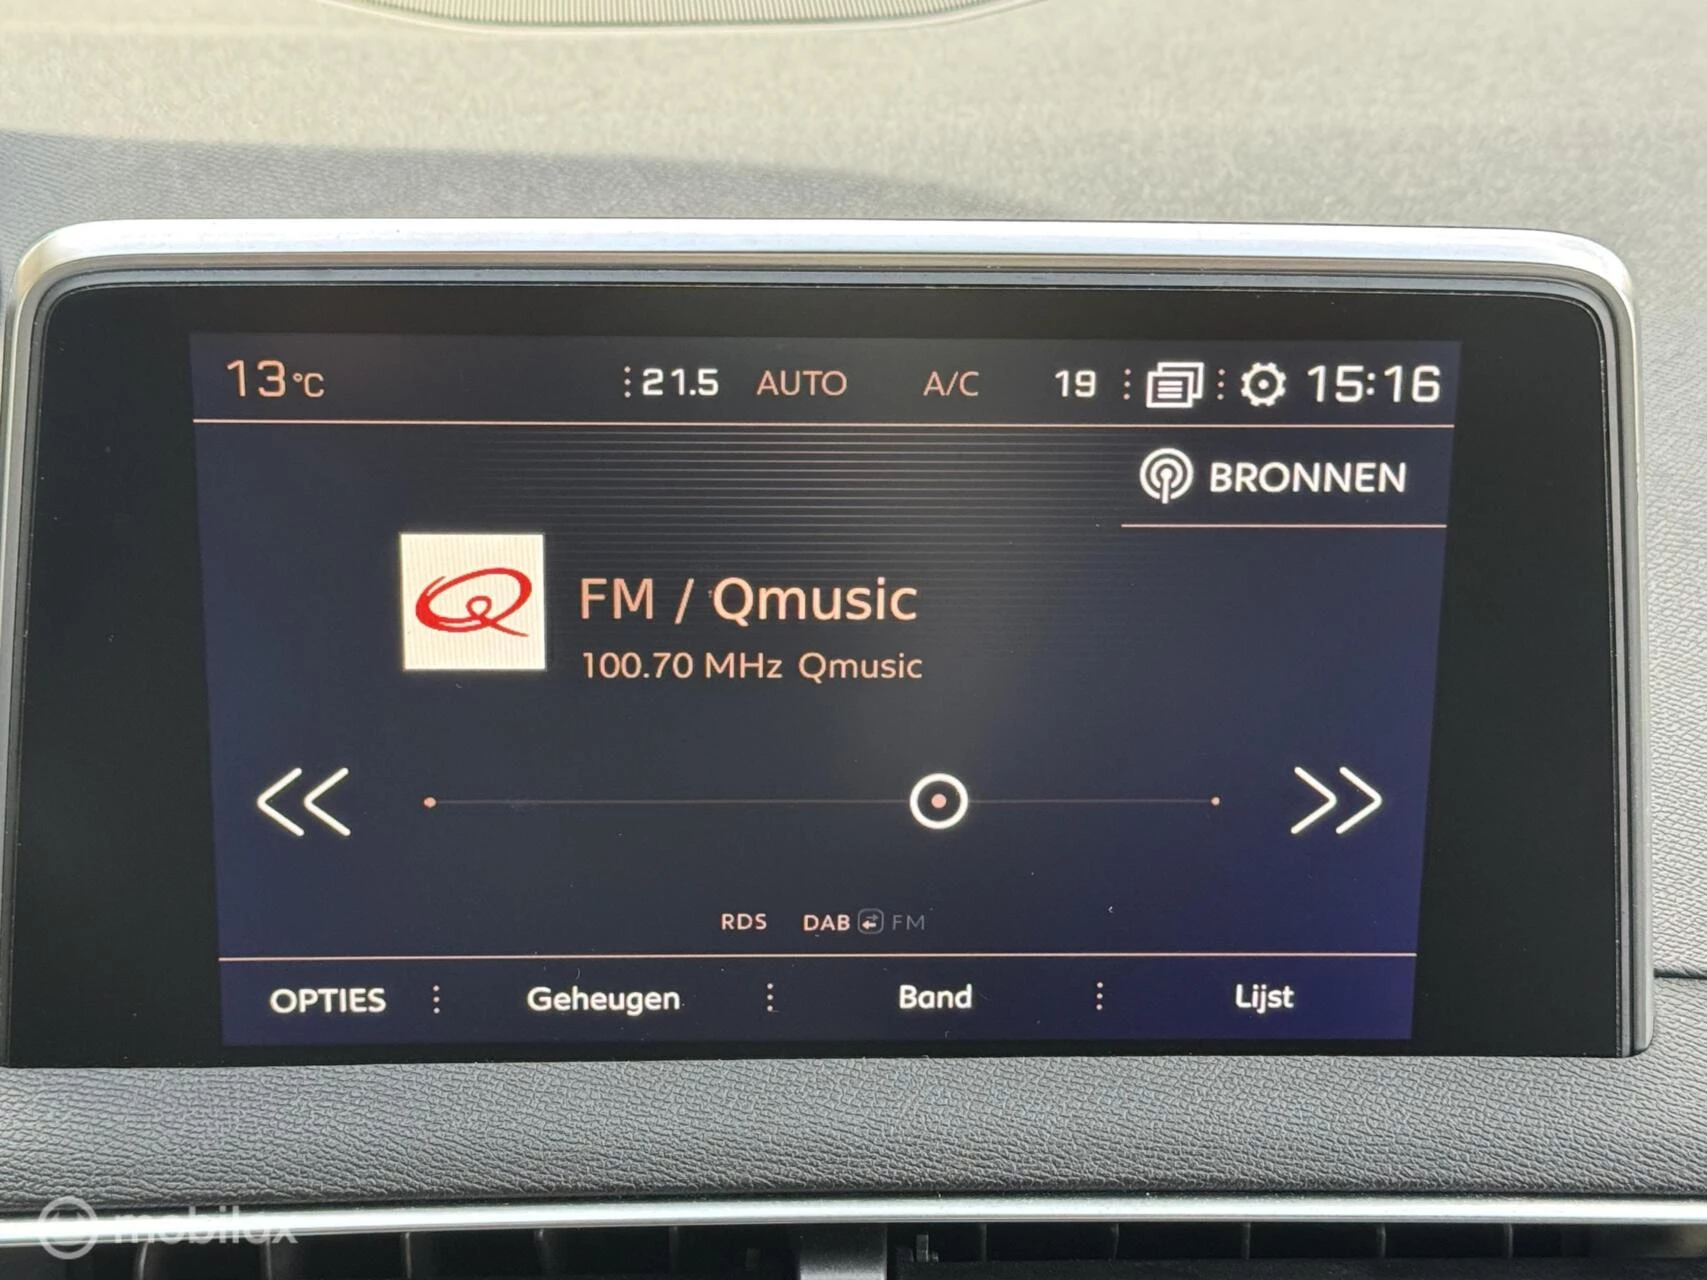 13°C 21.5 AUTO A/C 19 15:16
BRONNEN
FM / Qmusic
100.70 MHz Qmusic
RDS DAB FM
OPTIES Geheugen Band Lijst
mobilox